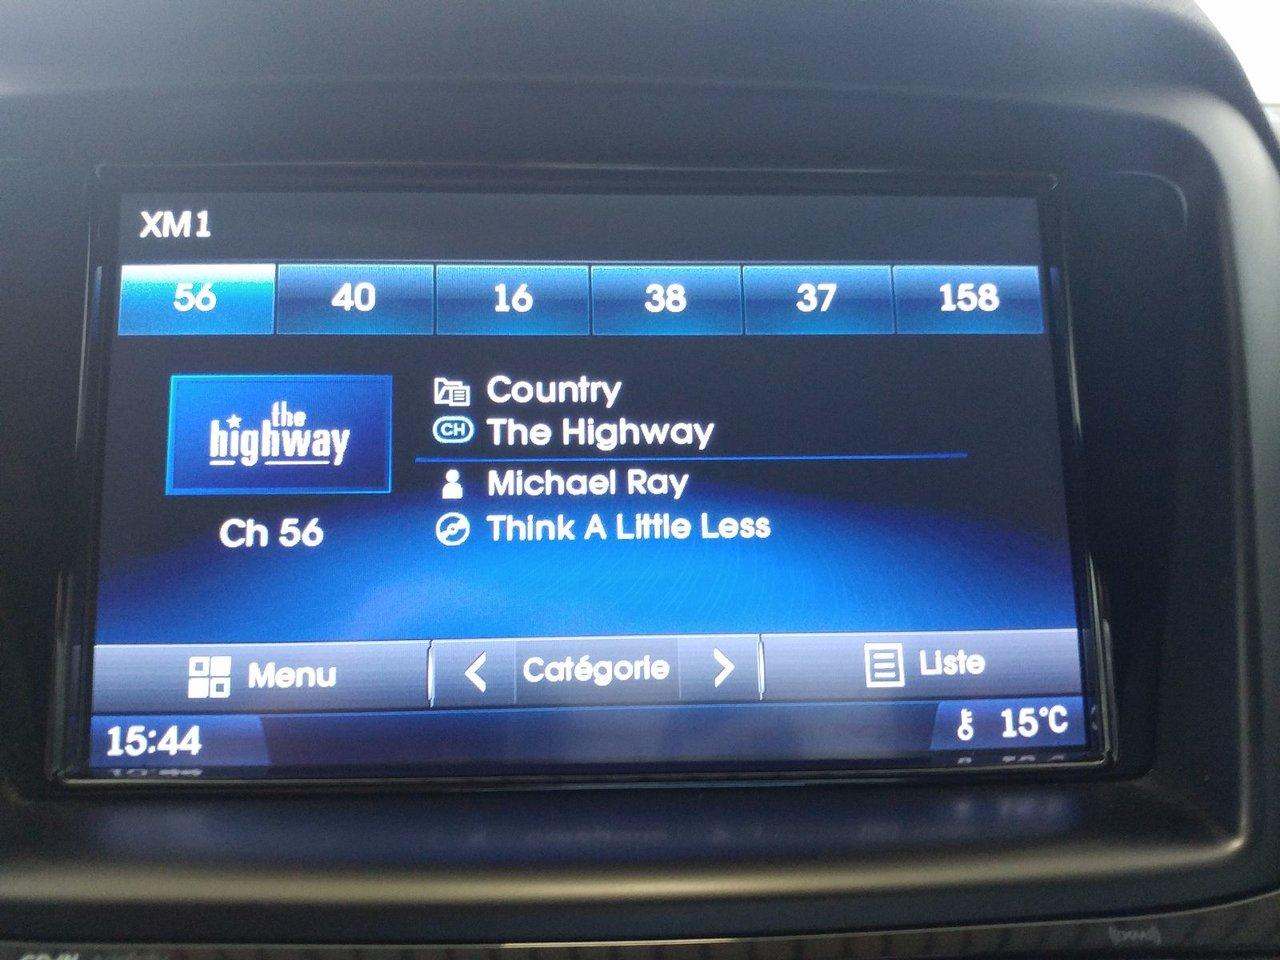 XM1
56 40 16 38 37 158
the
highway
Ch 56
Country
CH The Highway
Michael Ray
Think A Little Less
Menu < Catégorie > Liste
15:44 15°C